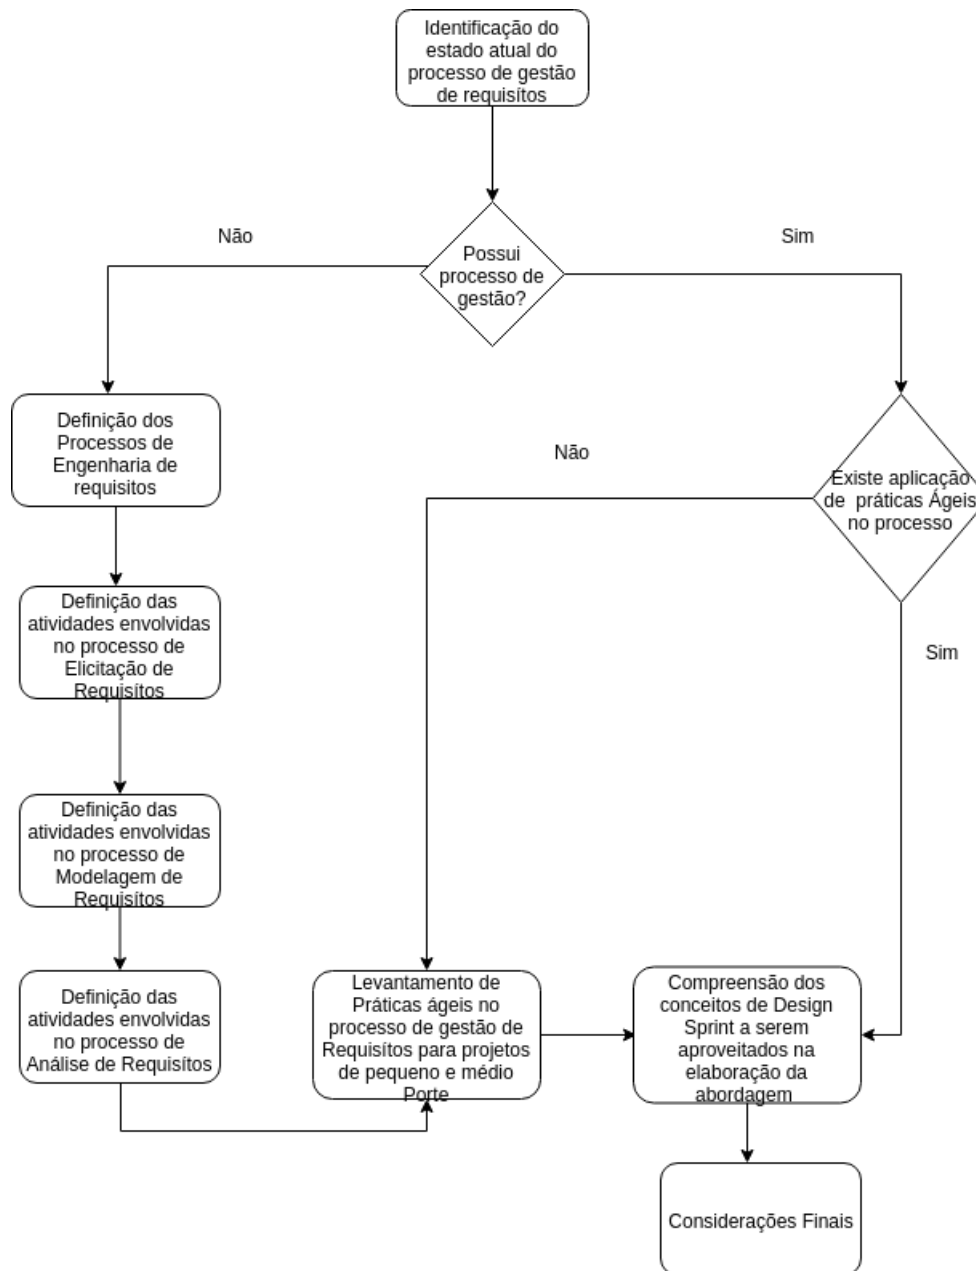 Identificação do
estado atual do
processo de gestão
de requisítos
Não
Sim
Possui
processo de
gestão?
Definição dos
Processos de
Engenharia de
requisitos
Não
Existe aplicação
de práticas Ágeis
no processo
Definição das
atividades envolvidas
no processo de
Elicitação de
Requisítos
Sim
Definição das
atividades envolvidas
no processo de
Modelagem de
Requisítos
Definição das
atividades envolvidas
no processo de
Análise de Requisítos
Levantamento de
Práticas ágeis no
processo de gestão de
Requisítos para projetos
de pequeno e médio
Porte
Compreensão dos
conceitos de Design
Sprint a serem
aproveitados na
elaboração da
abordagem
Considerações Finais